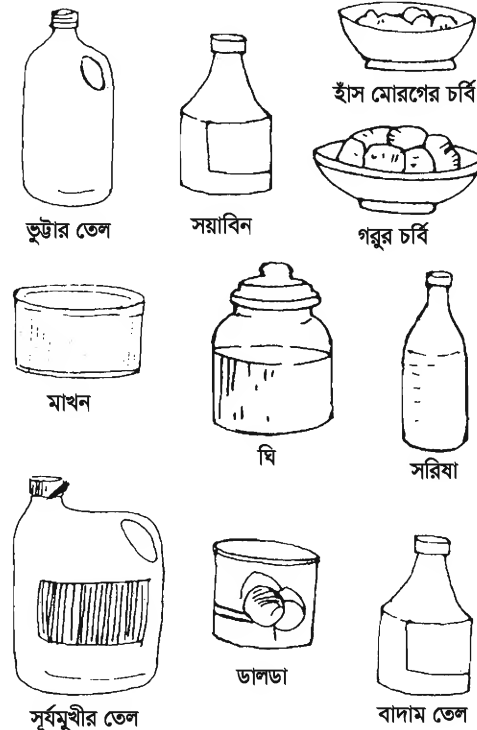 হাঁস মোরগের চর্বি
ভুট্টার তেল
সয়াবিন
গরুর চর্বি
মাখন
ঘি
সরিষা
সূর্যমুখীর তেল
ডালডা
বাদাম তেল